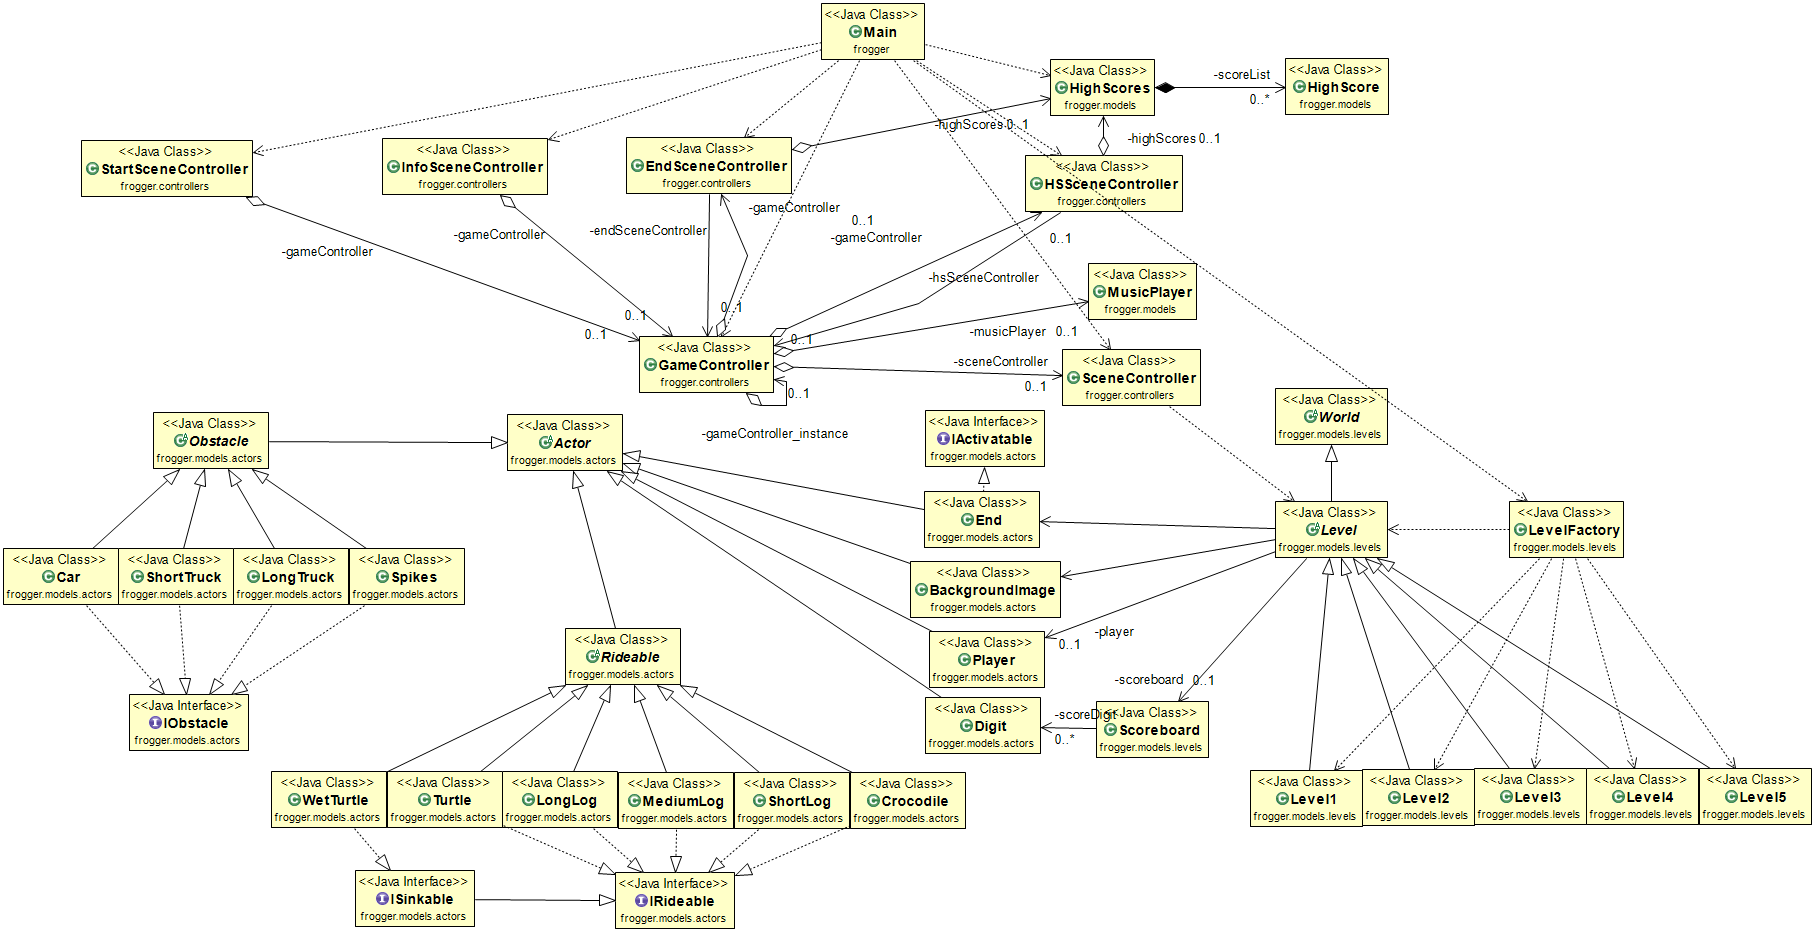 <<Java Class>>
Main
frogger
<<Java Class>>
HighScores
frogger.models
-scoreList
0..*
<<Java Class>>
HighScore
frogger.models
-highScores 0..1
-highScores 0..1
<<Java Class>>
StartSceneController
frogger.controllers
<<Java Class>>
InfoSceneController
frogger.controllers
<<Java Class>>
EndSceneController
frogger.controllers
<<Java Class>>
HSSceneController
frogger.controllers
-gameController
-gameController
-endSceneController
-gameController
0..1
-gameController
0..1
-hsSceneController
0..1
0..1
0..1
0..1
<<Java Class>>
MusicPlayer
frogger.models
-musicPlayer
0..1
<<Java Class>>
GameController
frogger.controllers
-sceneController
0..1
0..1
-gameController_instance
<<Java Class>>
SceneController
frogger.controllers
<<Java Class>>
World
frogger.models.levels
<<Java Class>>
Obstacle
frogger.models.actors
<<Java Class>>
Actor
frogger.models.actors
<<Java Interface>>
IActivatable
frogger.models.actors
<<Java Class>>
End
frogger.models.actors
<<Java Class>>
Level
frogger.models.levels
<<Java Class>>
LevelFactory
frogger.models.levels
<<Java Class>>
Car
frogger.models.actors
<<Java Class>>
ShortTruck
frogger.models.actors
<<Java Class>>
LongTruck
frogger.models.actors
<<Java Class>>
Spikes
frogger.models.actors
<<Java Class>>
BackgroundImage
frogger.models.actors
<<Java Class>>
Rideable
frogger.models.actors
<<Java Class>>
Player
frogger.models.actors
-player
0..1
<<Java Interface>>
IObstacle
frogger.models.actors
<<Java Class>>
Digit
frogger.models.actors
-scoreboard
0..1
-scoreDigit
0..*
<<Java Class>>
Scoreboard
frogger.models.levels
<<Java Class>>
WetTurtle
frogger.models.actors
<<Java Class>>
Turtle
frogger.models.actors
<<Java Class>>
LongLog
frogger.models.actors
<<Java Class>>
MediumLog
frogger.models.actors
<<Java Class>>
ShortLog
frogger.models.actors
<<Java Class>>
Crocodile
frogger.models.actors
<<Java Class>>
Level1
frogger.models.levels
<<Java Class>>
Level2
frogger.models.levels
<<Java Class>>
Level3
frogger.models.levels
<<Java Class>>
Level4
frogger.models.levels
<<Java Class>>
Level5
frogger.models.levels
<<Java Interface>>
ISinkable
frogger.models.actors
<<Java Interface>>
IRideable
frogger.models.actors